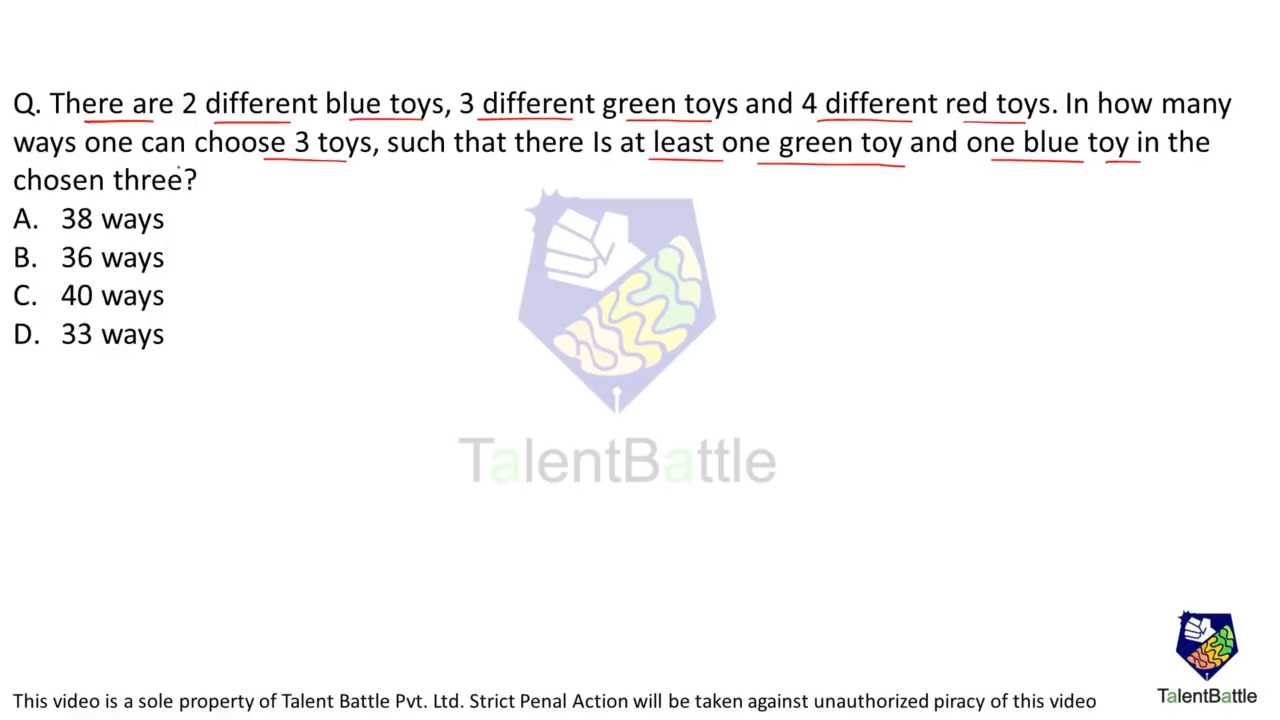 Q. There are 2 different blue toys, 3 different green toys and 4 different red toys. In how many
ways one can choose 3 toys, such that there Is at least one green toy and one blue toy in the
chosen three?
A. 38 ways
B. 36 ways
C. 40 ways
D. 33 ways
TalentBattle
TalentBattle
This video is a sole property of Talent Battle Pvt. Ltd. Strict Penal Action will be taken against unauthorized piracy of this video